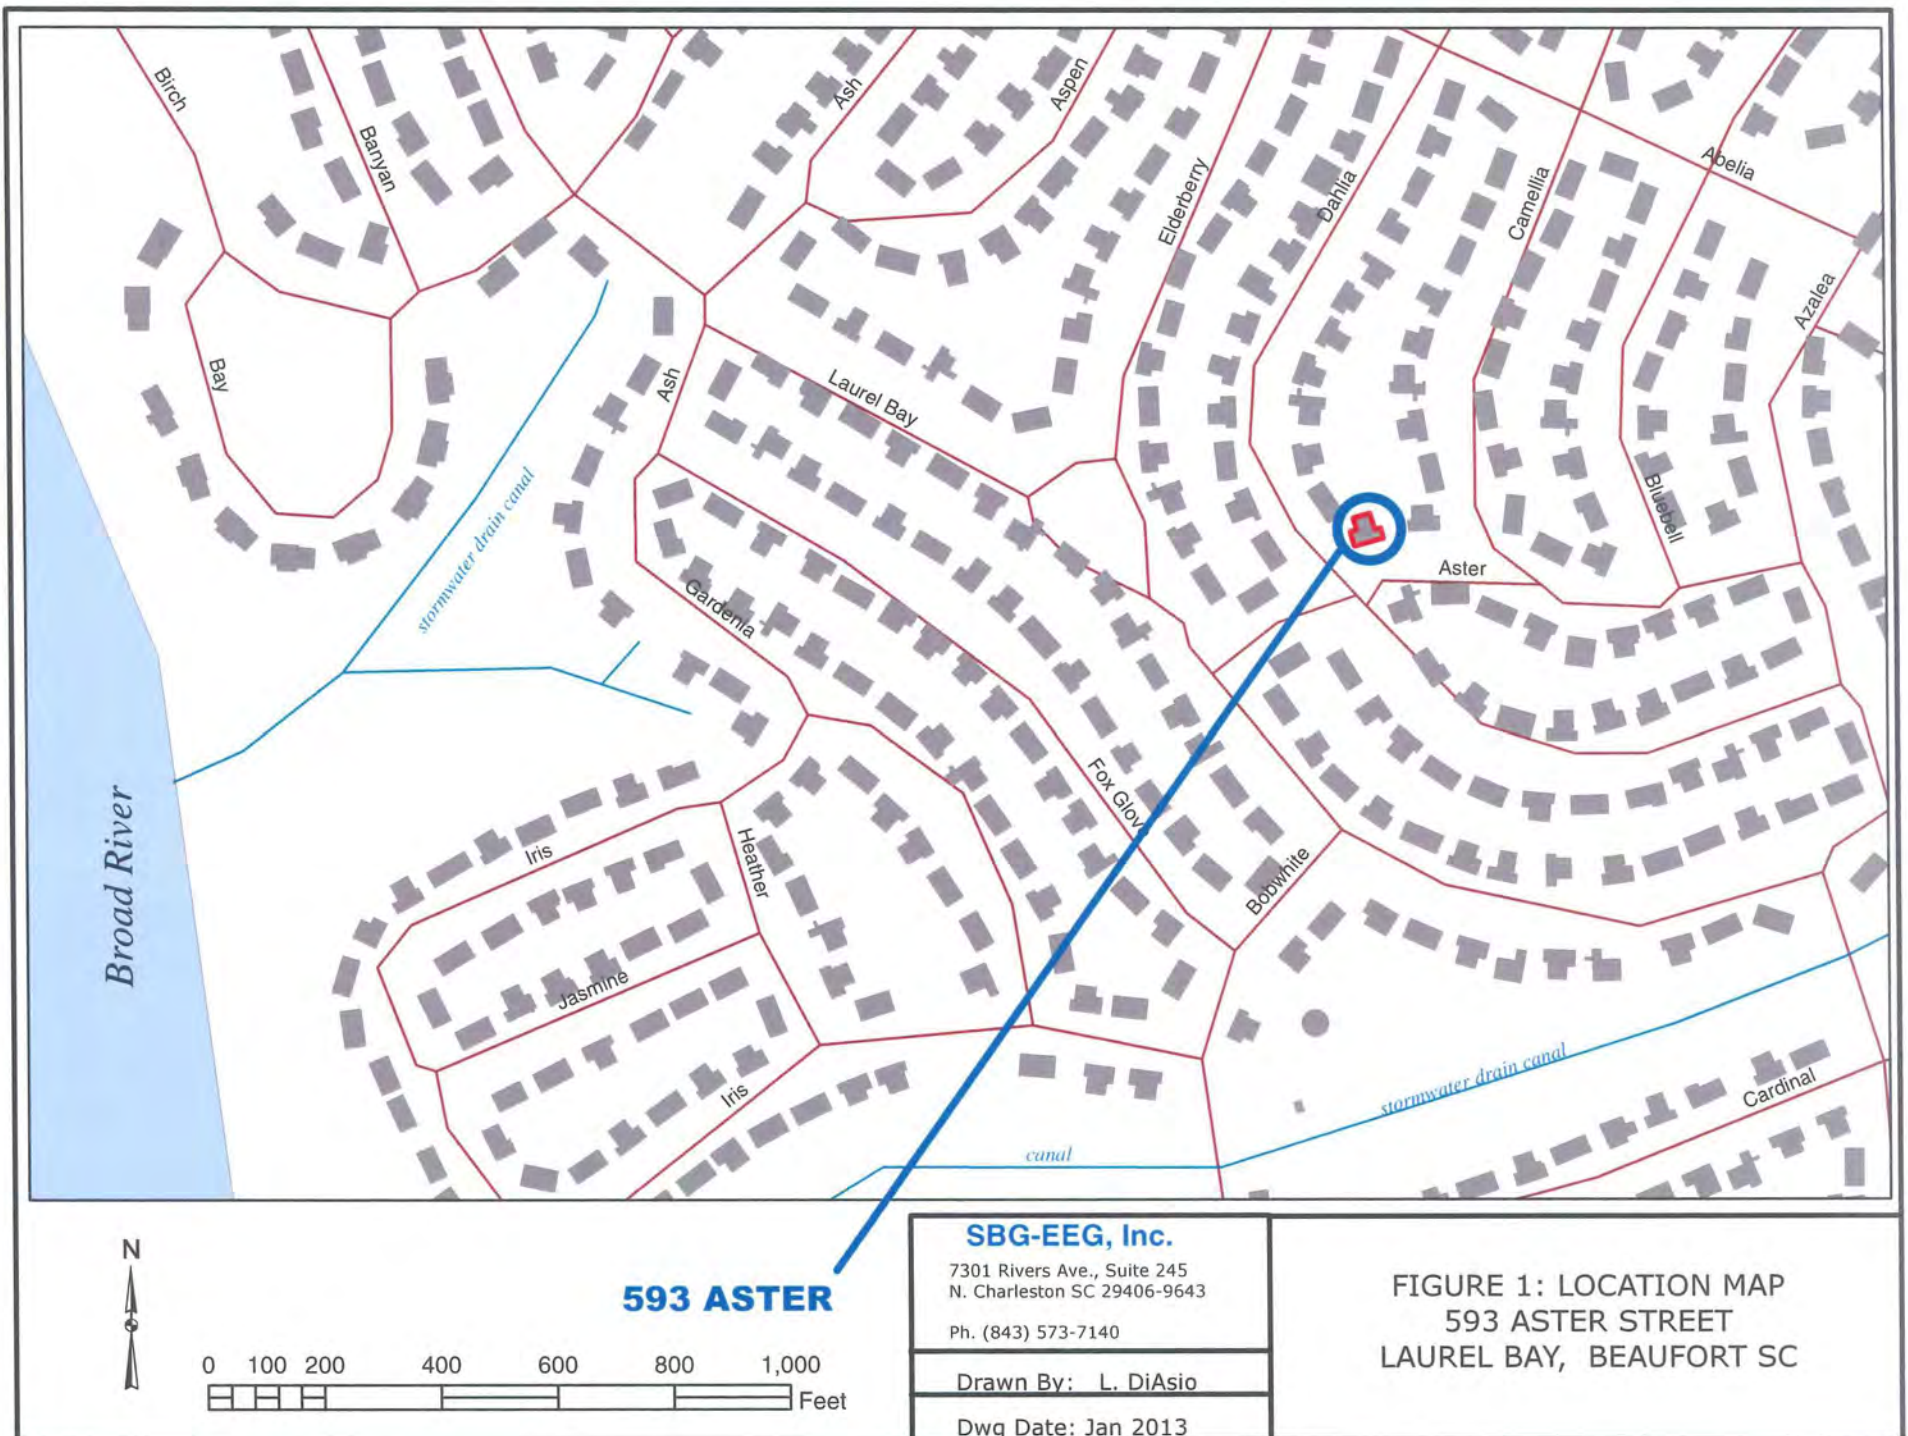 Birch
Banyan
Ash
Aspen
Elderberry
Dahlia
Camellia
Abelia
Azalea
Bay
Ash
Laurel Bay
stormwater drain canal
Bluebell
Aster
Gardenia
Fox Glove
Broad River
Iris
Heather
Bobwhite
Jasmine
Iris
stormwater drain canal
Cardinal
canal
N
593 ASTER
0 100 200 400 600 800 1,000
Feet
SBG-EEG, Inc.
7301 Rivers Ave., Suite 245
N. Charleston SC 29406-9643
Ph. (843) 573-7140
Drawn By: L. DiAsio
Dwg Date: Jan 2013
FIGURE 1: LOCATION MAP
593 ASTER STREET
LAUREL BAY, BEAUFORT SC